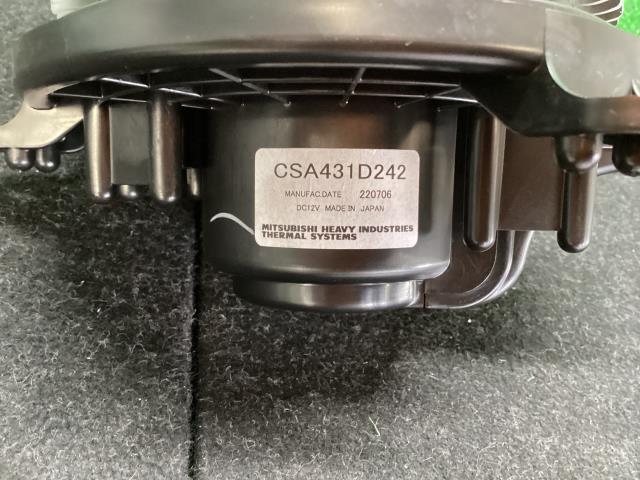 CSA431D242
MANUFAC.DATE 220706
DC12V MADE IN JAPAN
MITSUBISHI HEAVY INDUSTRIES
THERMAL SYSTEMS